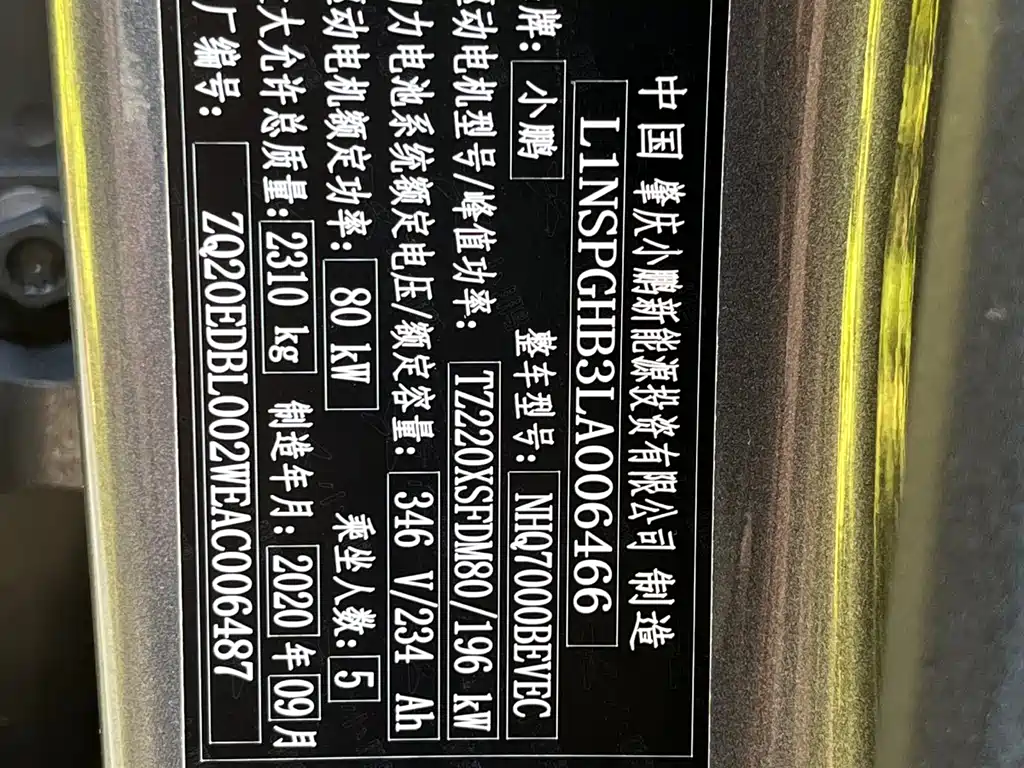 中国 肇庆小鹏新能源投资有限公司 制造
L1NSPGHB3LA006466
牌: 小鹏 整车型号: NHQ7000BEVEC
动电机型号/峰值功率: TZ220XSFDM80/196 kW
力电池系统额定电压/额定容量: 346 V/234 Ah
动电机额定功率: 80 kW 乘坐人数: 5
大允许总质量: 2310 kg 制造年月: 2020 年 09 月
厂编号: ZQ20EDBL002WEAC006487